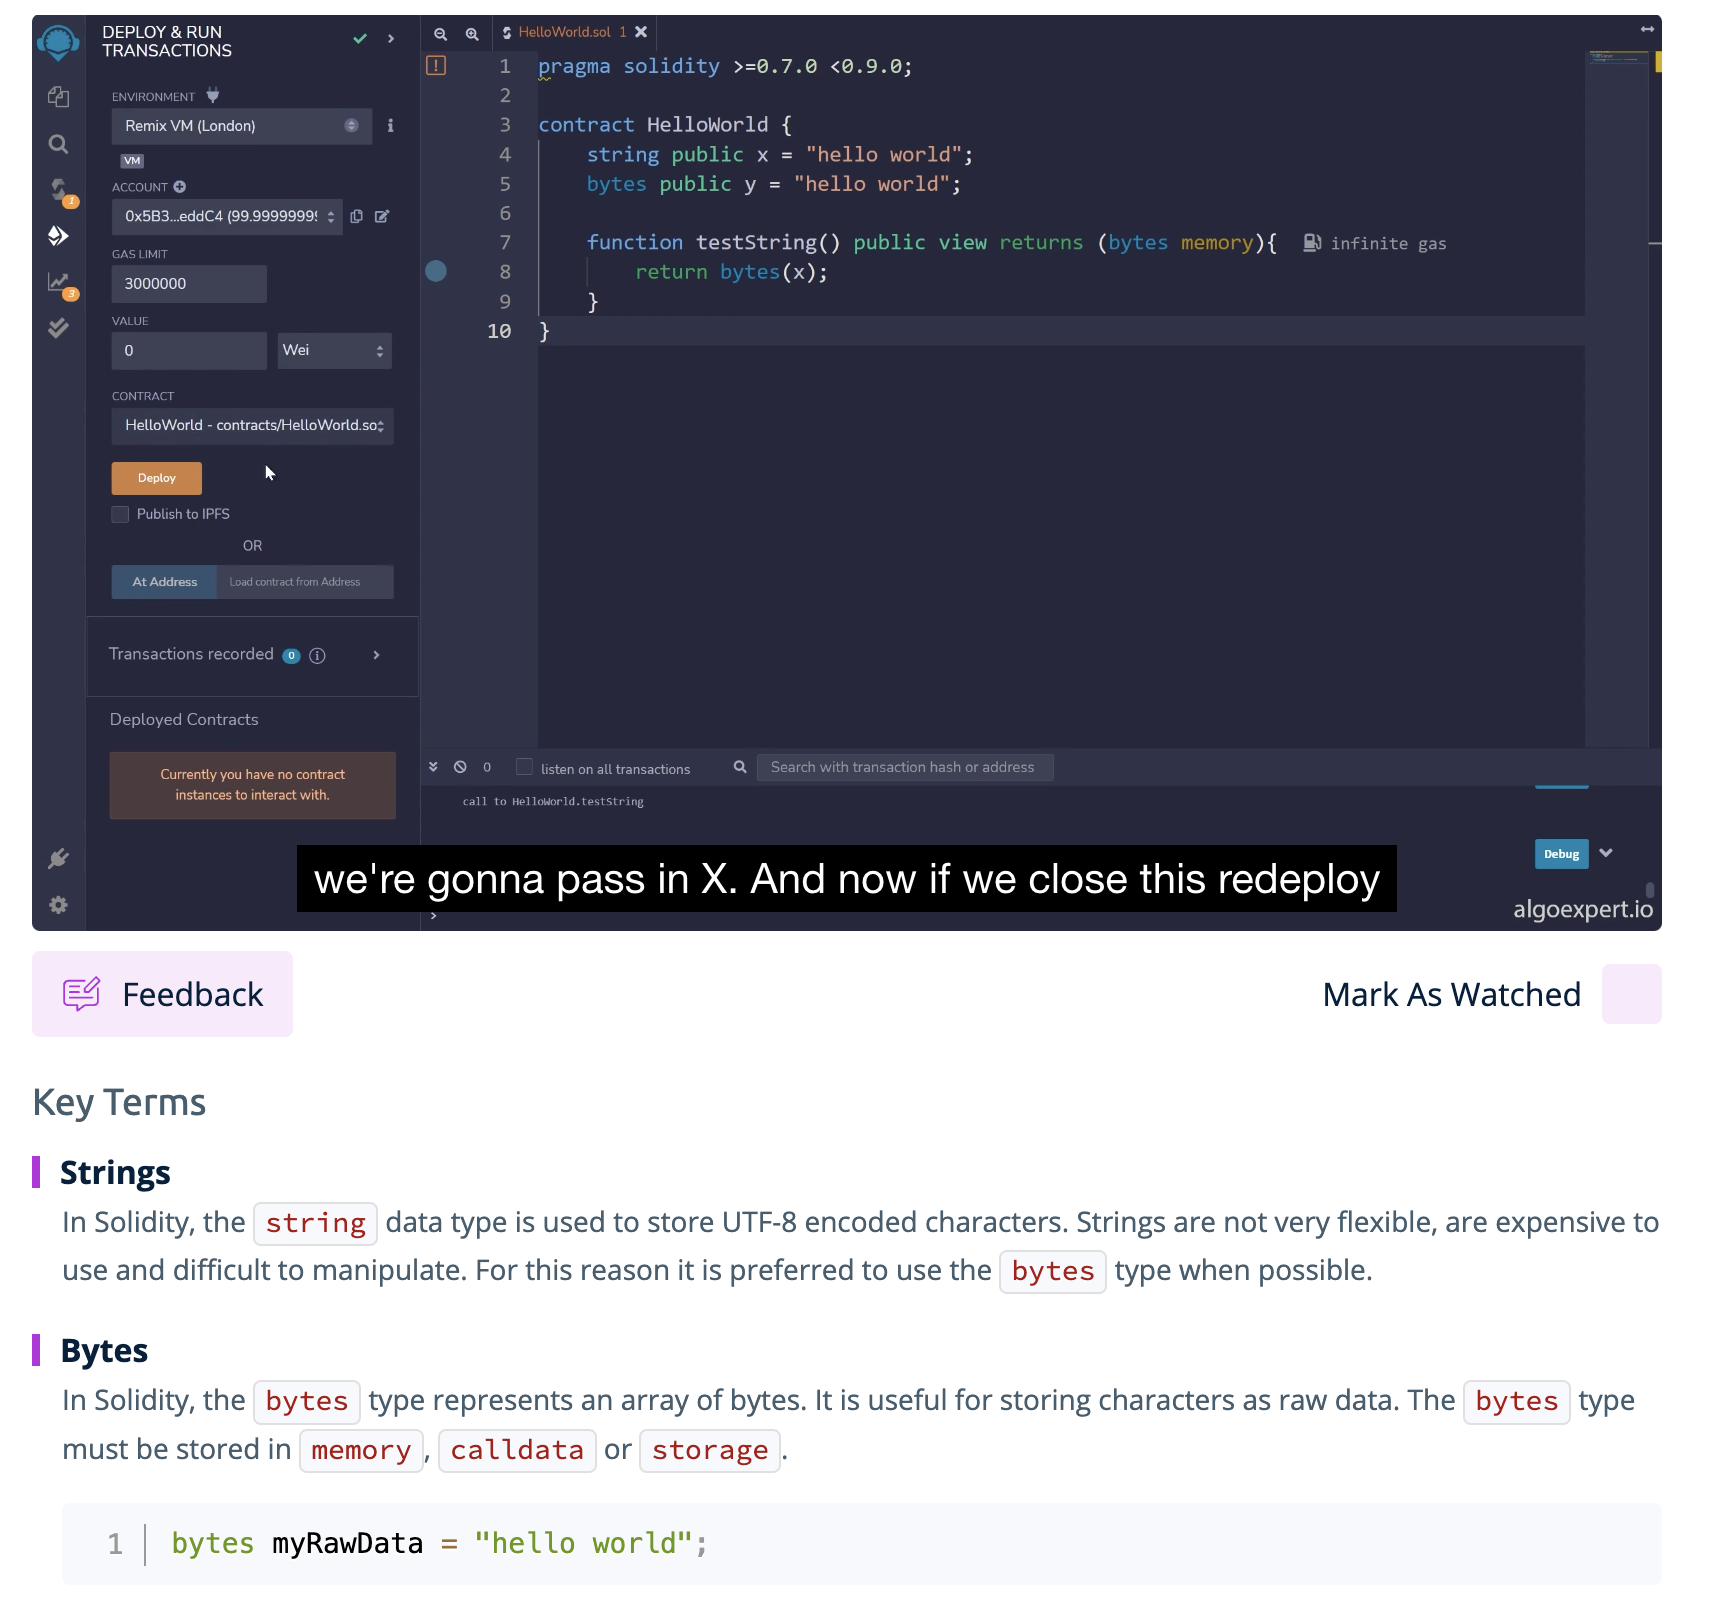 DEPLOY & RUN
TRANSACTIONS
ENVIRONMENT
Remix VM (London)
VM
ACCOUNT
0x5B3...eddC4 (99.9999999
GAS LIMIT
3000000
VALUE
0
Wei
CONTRACT
HelloWorld - contracts/HelloWorld.so
Deploy
Publish to IPFS
OR
At Address
Load contract from Address
Transactions recorded 0
Deployed Contracts
Currently you have no contract
instances to interact with.
1
3
HelloWorld.sol 1
1 pragma solidity >=0.7.0 <0.9.0;
2
3 contract HelloWorld {
4 string public x = "hello world";
5 bytes public y = "hello world";
6
7 function testString() public view returns (bytes memory){ infinite gas
8 return bytes(x);
9 }
10 }
0 listen on all transactions
Search with transaction hash or address
call to HelloWorld.testString
Debug
we're gonna pass in X. And now if we close this redeploy
>
algoexpert.io
Feedback
Mark As Watched
Key Terms
Strings
In Solidity, the string data type is used to store UTF-8 encoded characters. Strings are not very flexible, are expensive to
use and difficult to manipulate. For this reason it is preferred to use the bytes type when possible.
Bytes
In Solidity, the bytes type represents an array of bytes. It is useful for storing characters as raw data. The bytes type
must be stored in memory, calldata or storage.
1 bytes myRawData = "hello world";